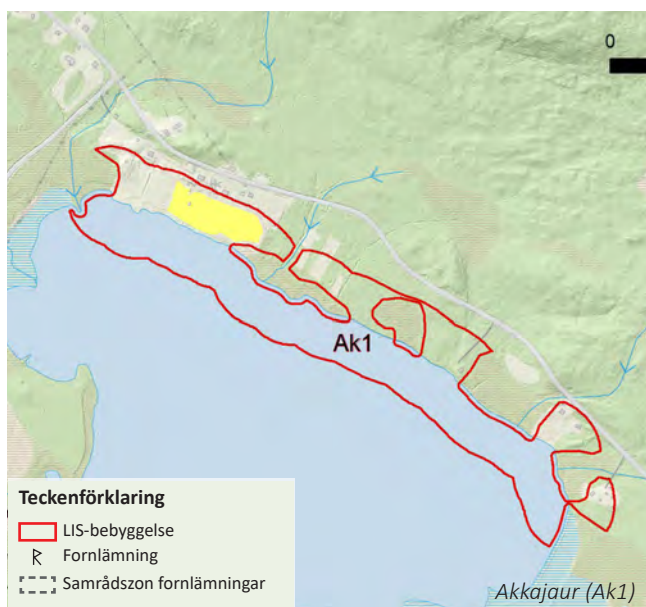 0
Ak1
Teckenförklaring
LIS-bebyggelse
Fornlämning
Samrådszon fornlämningar
Akkajaur (Ak1)